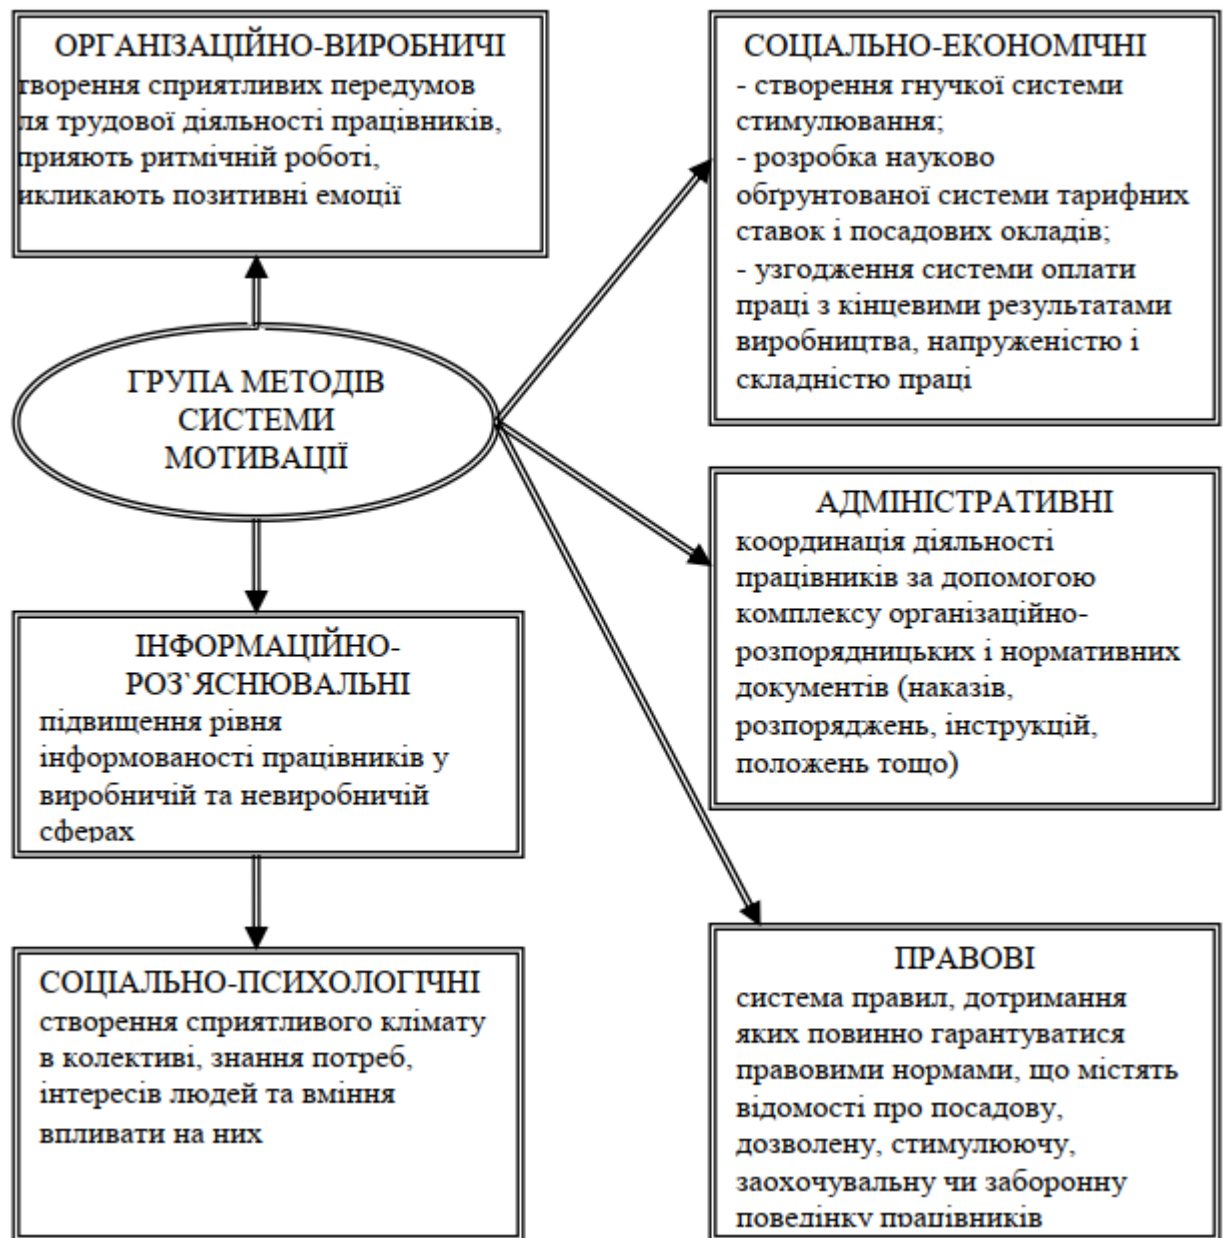 ОРГАНІЗАЦІЙНО-ВИРОБНИЧІ
творення сприятливих передумов
ля трудової діяльності працівників,
прияють ритмічній роботі,
икликають позитивні емоції
ГРУПА МЕТОДІВ
СИСТЕМИ
МОТИВАЦІЇ
ІНФОРМАЦІЙНО-
РОЗ`ЯСНЮВАЛЬНІ
підвищення рівня
інформованості працівників у
виробничій та невиробничій
сферах
СОЦІАЛЬНО-ПСИХОЛОГІЧНІ
створення сприятливого клімату
в колективі, знання потреб,
інтересів людей та вміння
впливати на них
СОЦІАЛЬНО-ЕКОНОМІЧНІ
- створення гнучкої системи
стимулювання;
- розробка науково
обґрунтованої системи тарифних
ставок і посадових окладів;
- узгодження системи оплати
праці з кінцевими результатами
виробництва, напруженістю і
складністю праці
АДМІНІСТРАТИВНІ
координація діяльності
працівників за допомогою
комплексу організаційно-
розпорядницьких і нормативних
документів (наказів,
розпоряджень, інструкцій,
положень тощо)
ПРАВОВІ
система правил, дотримання
яких повинно гарантуватися
правовими нормами, що містять
відомості про посадову,
дозволену, стимулюючу,
заохочувальну чи заборонну
поведінку працівників